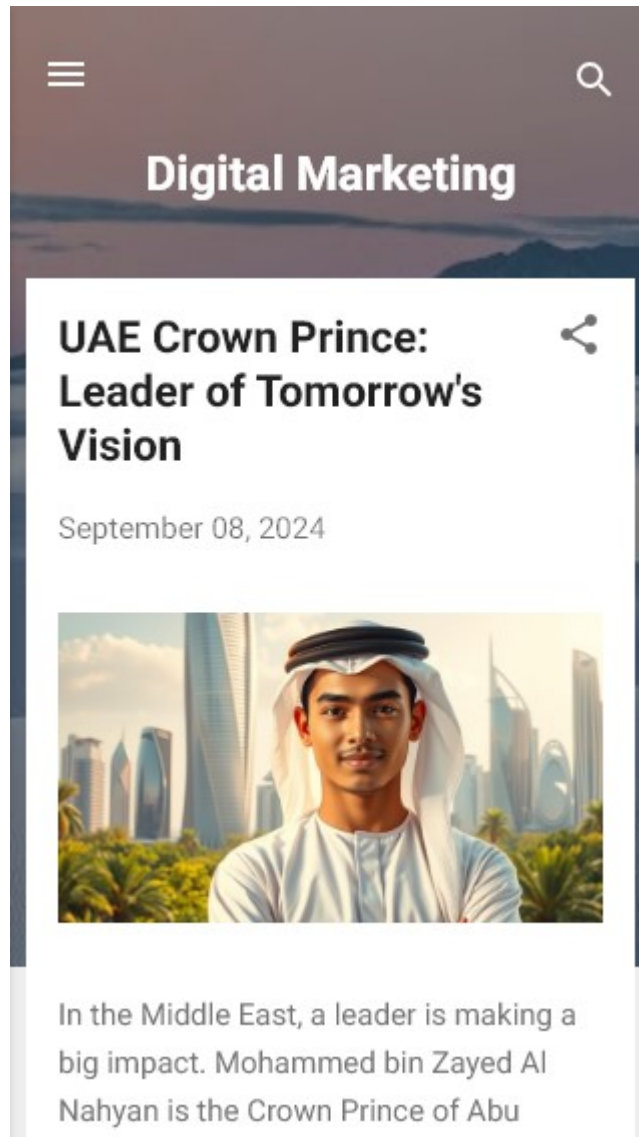 Digital Marketing
UAE Crown Prince:
Leader of Tomorrow's
Vision
September 08, 2024
In the Middle East, a leader is making a
big impact. Mohammed bin Zayed Al
Nahyan is the Crown Prince of Abu